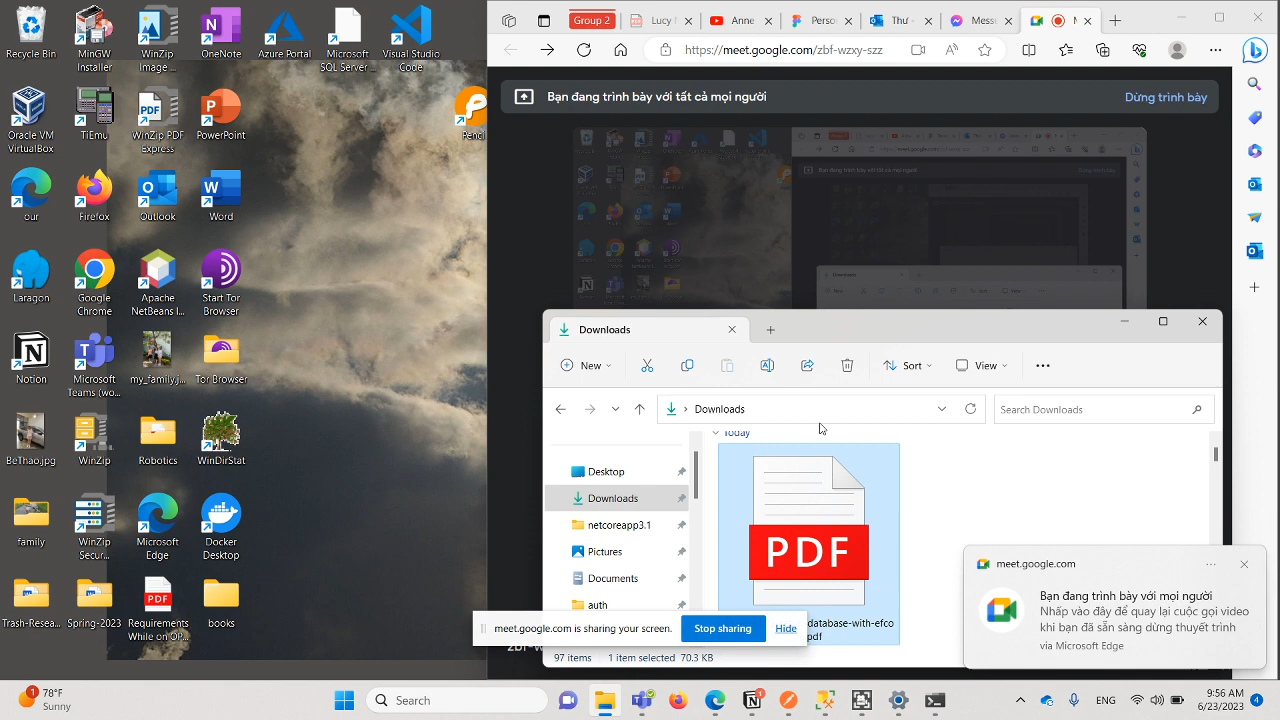 Recycle Bin
MinGW Installer
WinZip Image ...
OneNote
Azure Portal
Microsoft SQL Server ...
Visual Studio Code
Oracle VM VirtualBox
TiEmu
WinZip PDF Express
PowerPoint
Pencil
our
Firefox
Outlook
Word
Laragon
Google Chrome
Apache NetBeans I...
Start Tor Browser
Notion
Microsoft Teams (wo...
my_family.j...
Tor Browser
BeThao.jpg
WinZip
Robotics
WinDirStat
family
WinZip Secur...
Microsoft Edge
Docker Desktop
Trash-Resea...
Spring-2023
Requirements While on OP...
books
Group 2
Lucy
Anne
Perso
Thư -
Mess
https://meet.google.com/zbf-wzxy-szz
Bạn đang trình bày với tất cả mọi người
Dừng trình bày
Downloads
New
Sort
View
Downloads
Search Downloads
Today
Desktop
Downloads
netcoreapp3.1
Pictures
Documents
auth
PDF
database-with-efco
pdf
97 items
1 item selected 70.3 KB
meet.google.com is sharing your screen.
Stop sharing
Hide
meet.google.com
Bạn đang trình bày với mọi người
Nhấp vào đây để quay lại cuộc gọi video
khi bạn đã sẵn sàng dừng thuyết trình
via Microsoft Edge
1
78°F
Sunny
Search
1
ENG
9:56 AM
6/23/2023
4